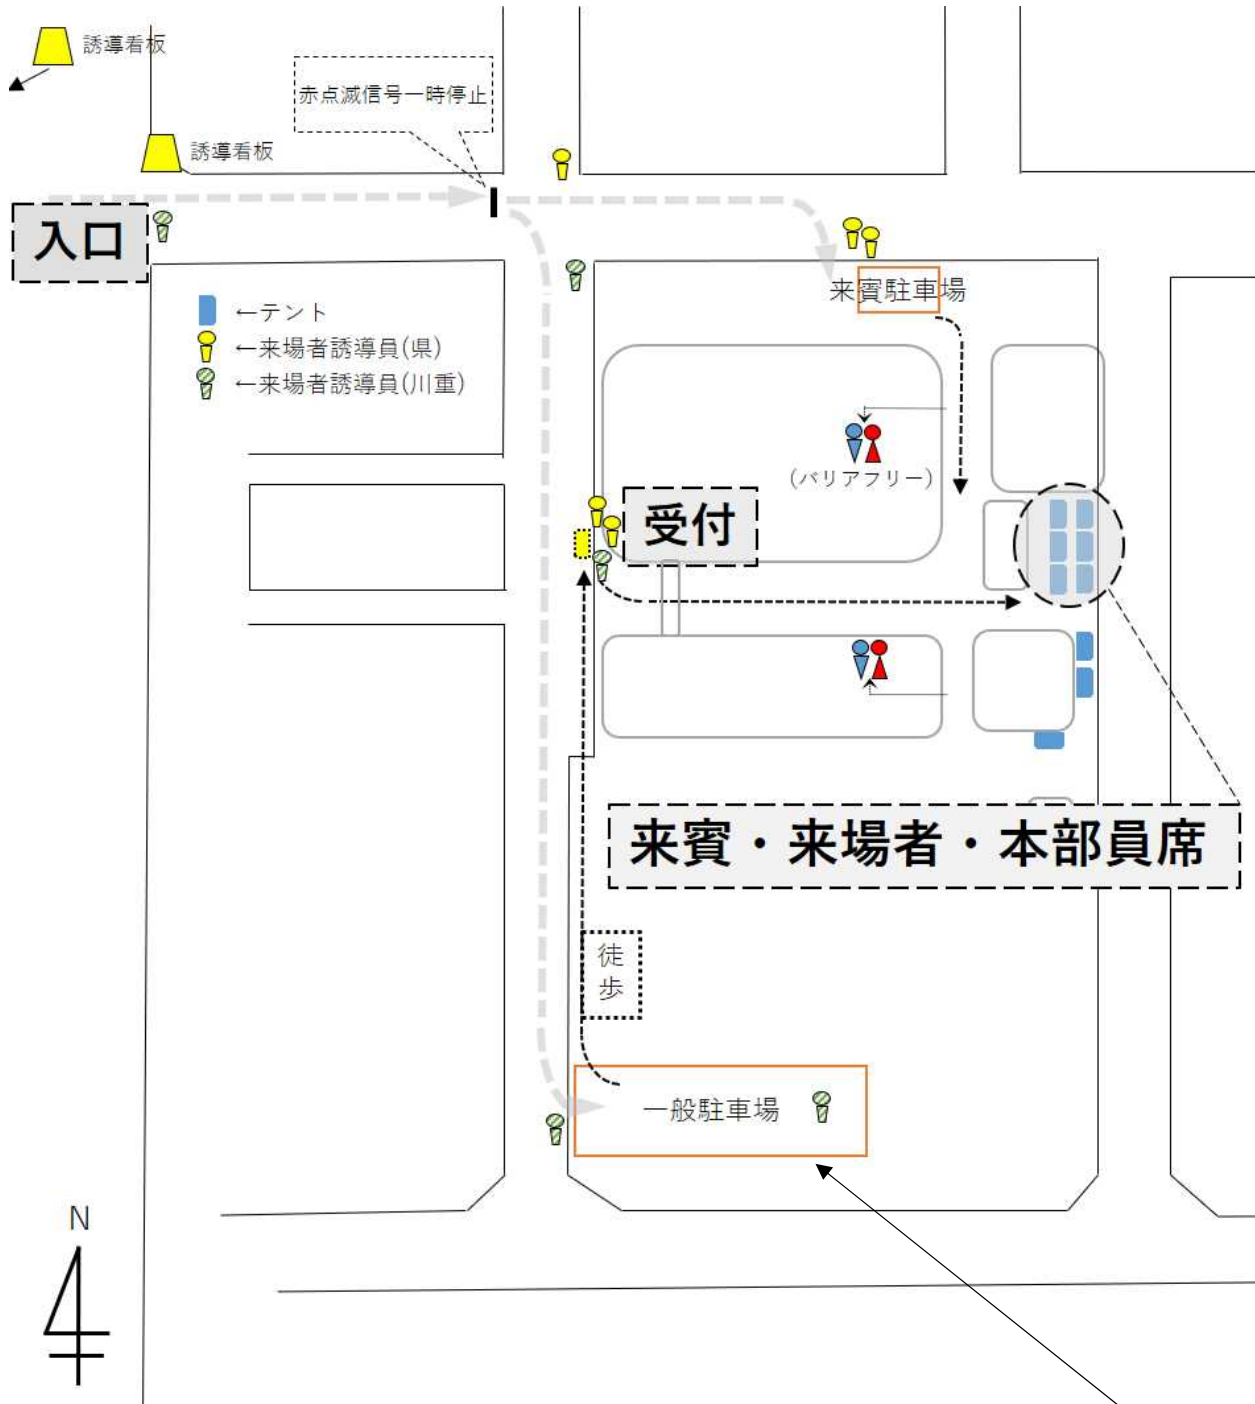 誘導看板
赤点滅信号一時停止
誘導看板
入口
来賓駐車場
←テント
←来場者誘導員(県)
←来場者誘導員(川重)
(バリアフリー)
受付
来賓・来場者・本部員席
徒
歩
一般駐車場
N